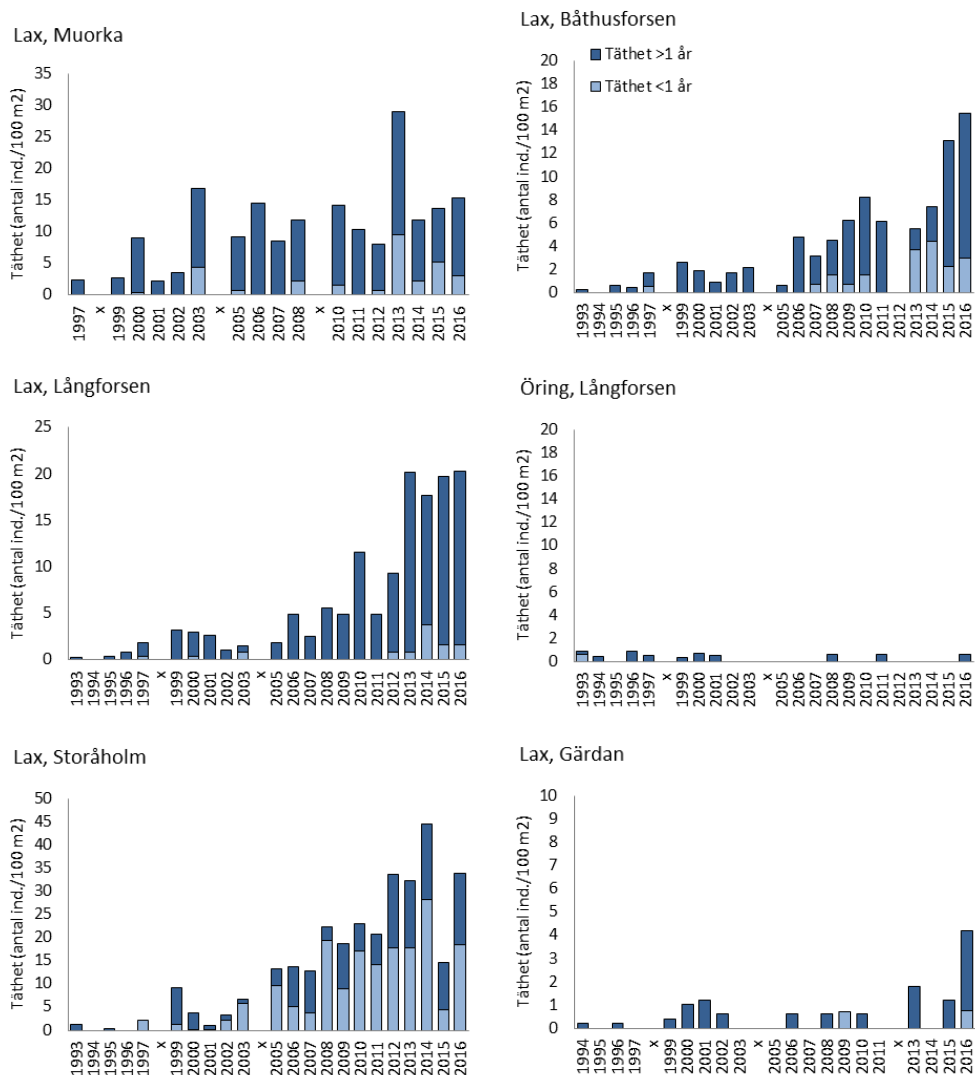 Lax, Muorka
Täthet (antal ind./100 m2)
35
30
25
20
15
10
5
0
1997 x 1999 2000 2001 2002 2003 x 2005 2006 2007 2008 x 2010 2011 2012 2013 2014 2015 2016
Lax, Båthusforsen
Täthet >1 år
Täthet <1 år
Täthet (antal ind./100 m2)
20
18
16
14
12
10
8
6
4
2
0
1993 1994 1995 1996 1997 x 1999 2000 2001 2002 2003 x 2005 2006 2007 2008 2009 2010 2011 2012 2013 2014 2015 2016
Lax, Långforsen
Täthet (antal ind./100 m2)
25
20
15
10
5
0
1993 1994 1995 1996 1997 x 1999 2000 2001 2002 2003 x 2005 2006 2007 2008 2009 2010 2011 2012 2013 2014 2015 2016
Öring, Långforsen
Täthet (antal ind./100 m2)
20
18
16
14
12
10
8
6
4
2
0
1993 1994 1995 1996 1997 x 1999 2000 2001 2002 2003 x 2005 2006 2007 2008 2009 2010 2011 2012 2013 2014 2015 2016
Lax, Storåholm
Täthet (antal ind./100 m2)
50
45
40
35
30
25
20
15
10
5
0
1993 1994 1995 1996 1997 x 1999 2000 2001 2002 2003 x 2005 2006 2007 2008 2009 2010 2011 2012 2013 2014 2015 2016
Lax, Gärdan
Täthet (antal ind./100 m2)
10
9
8
7
6
5
4
3
2
1
0
1994 1995 1996 1997 x 1999 2000 2001 2002 2003 x 2005 2006 2007 2008 2009 2010 2011 x 2013 2014 2015 2016